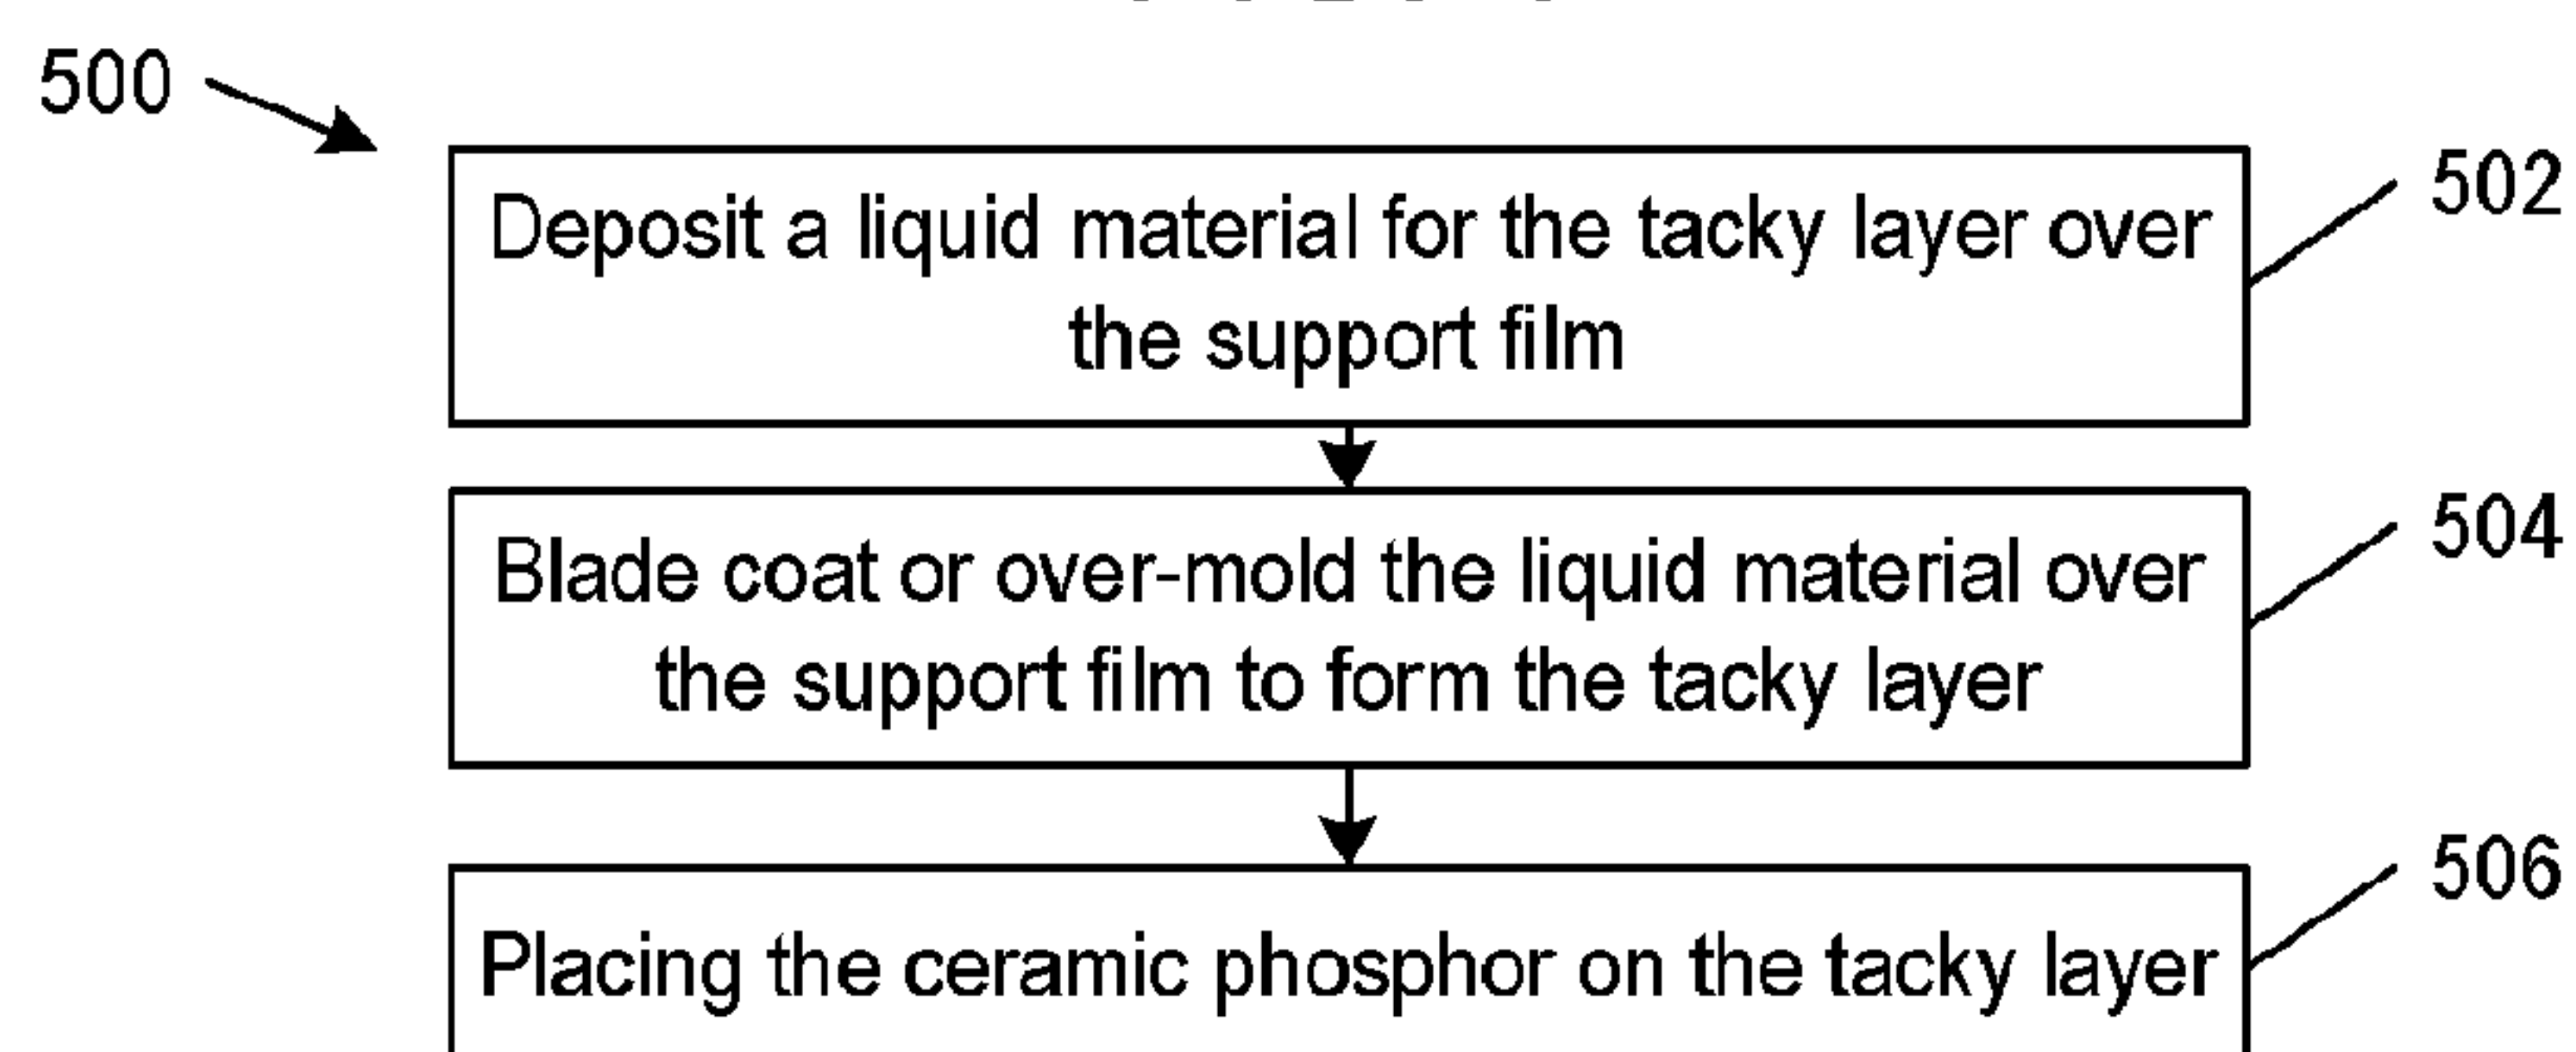 500
Deposit a liquid material for the tacky layer over
the support film
502
Blade coat or over-mold the liquid material over
the support film to form the tacky layer
504
Placing the ceramic phosphor on the tacky layer
506